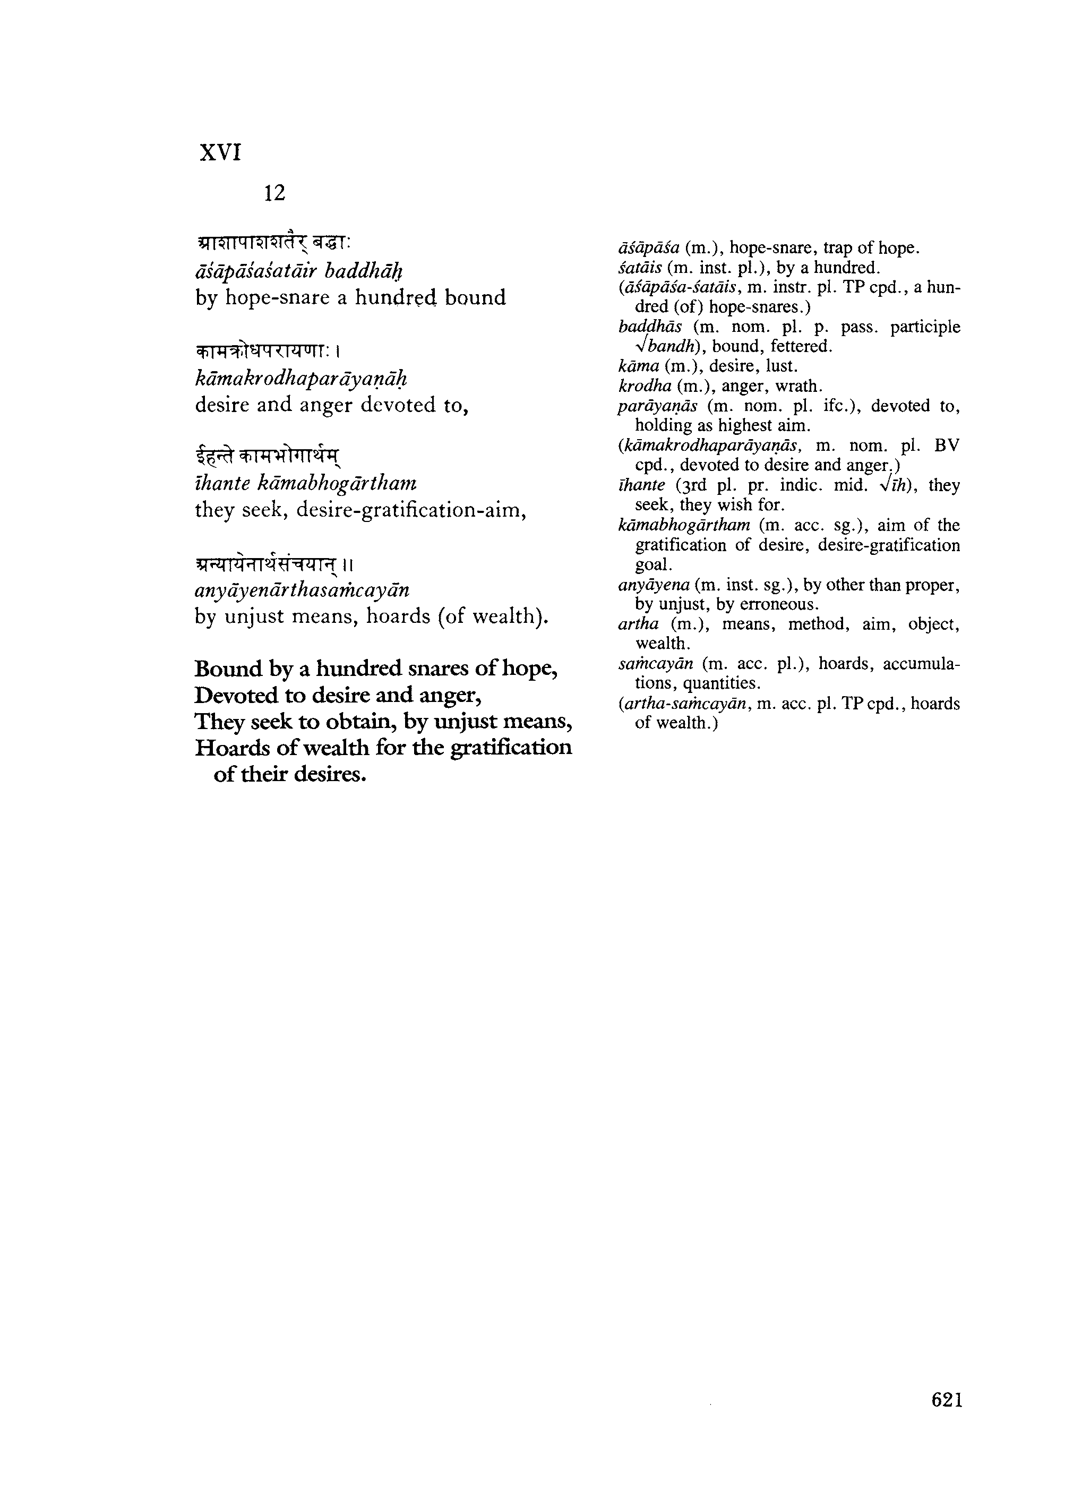 XVI
12
आशापाशशतैर् बद्धाः
āśāpāśaśatāir baddhāḥ
by hope-snare a hundred bound
कामक्रोधपरायणाः ।
kāmakrodhaparāyaṇāḥ
desire and anger devoted to,
ईहन्ते कामभोगार्थम्
īhante kāmabhogārtham
they seek, desire-gratification-aim,
अन्यायेनार्थसंचयान् ॥
anyāyenārthasaṁcayān
by unjust means, hoards (of wealth).
Bound by a hundred snares of hope,
Devoted to desire and anger,
They seek to obtain, by unjust means,
Hoards of wealth for the gratification
of their desires.
āśāpāśa (m.), hope-snare, trap of hope.
śatāis (m. inst. pl.), by a hundred.
(āśāpāśa-śatāis, m. instr. pl. TP cpd., a hun-
dred (of) hope-snares.)
baddhās (m. nom. pl. p. pass. participle
√bandh), bound, fettered.
kāma (m.), desire, lust.
krodha (m.), anger, wrath.
parāyaṇās (m. nom. pl. ifc.), devoted to,
holding as highest aim.
(kāmakrodhaparāyaṇās, m. nom. pl. BV
cpd., devoted to desire and anger.)
īhante (3rd pl. pr. indic. mid. √īh), they
seek, they wish for.
kāmabhogārtham (m. acc. sg.), aim of the
gratification of desire, desire-gratification
goal.
anyāyena (m. inst. sg.), by other than proper,
by unjust, by erroneous.
artha (m.), means, method, aim, object,
wealth.
saṁcayān (m. acc. pl.), hoards, accumula-
tions, quantities.
(artha-saṁcayān, m. acc. pl. TP cpd., hoards
of wealth.)
621